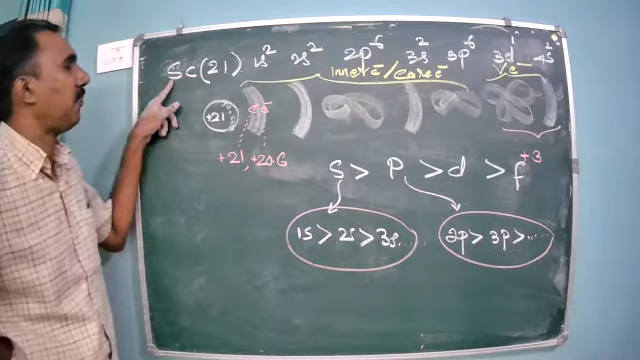 Sc(21) 1s² 2s² 2p⁶ 3s² 3p⁶ 3d¹ 4s²
inner e⁻/core e⁻ Ve⁻
+21 e⁻e⁻
+21, +20.6
+3
S > P > d > f
1s > 2s > 3s... 2p > 3p > .....